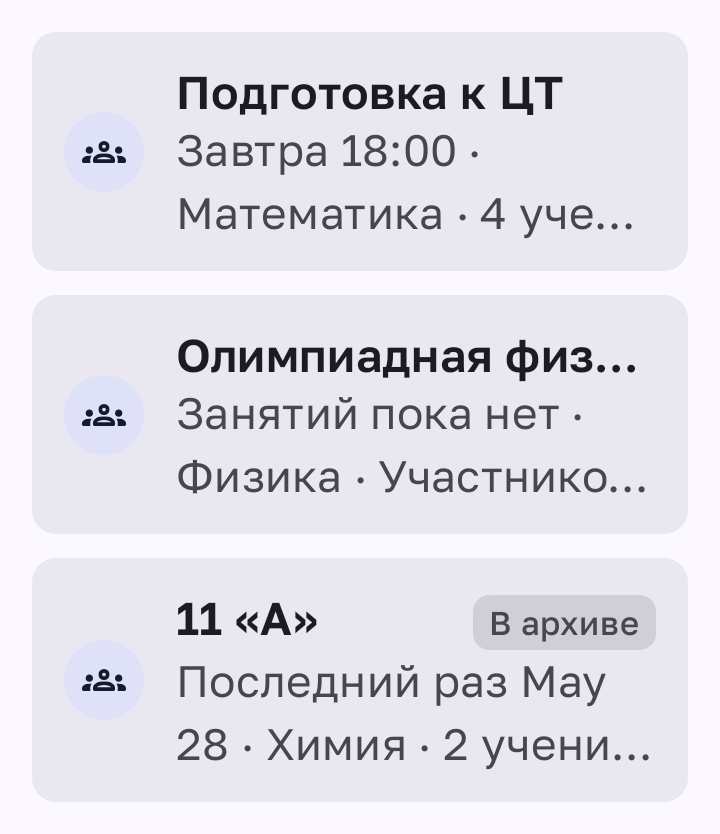 Подготовка к ЦТ
Завтра 18:00 ·
Математика · 4 уче...
Олимпиадная физ...
Занятий пока нет ·
Физика · Участнико...
11 «А»
В архиве
Последний раз May
28 · Химия · 2 учени...